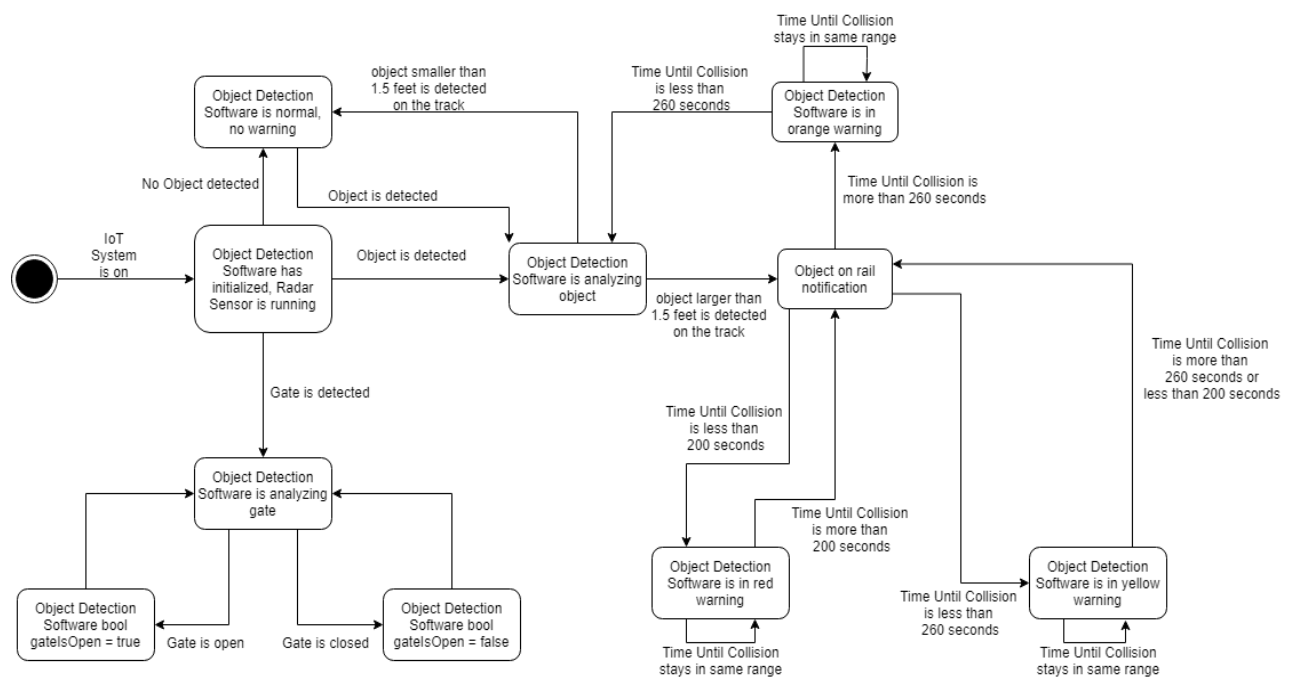 Time Until Collision
stays in same range
object smaller than
1.5 feet is detected
on the track
Time Until Collision
is less than
260 seconds
Object Detection
Software is normal,
no warning
Object Detection
Software is in
orange warning
No Object detected
Object is detected
Time Until Collision is
more than 260 seconds
IoT
System
is on
Object Detection
Software has
initialized, Radar
Sensor is running
Object is detected
Object Detection
Software is analyzing
object
object larger than
1.5 feet is detected
on the track
Object on rail
notification
Time Until Collision
is more than
260 seconds or
less than 200 seconds
Gate is detected
Time Until Collision
is less than
200 seconds
Object Detection
Software is analyzing
gate
Time Until Collision
is more than
200 seconds
Object Detection
Software is in red
warning
Object Detection
Software is in yellow
warning
Time Until Collision
is less than
260 seconds
Object Detection
Software bool
gateIsOpen = true
Gate is open
Gate is closed
Object Detection
Software bool
gateIsOpen = false
Time Until Collision
stays in same range
Time Until Collision
stays in same range